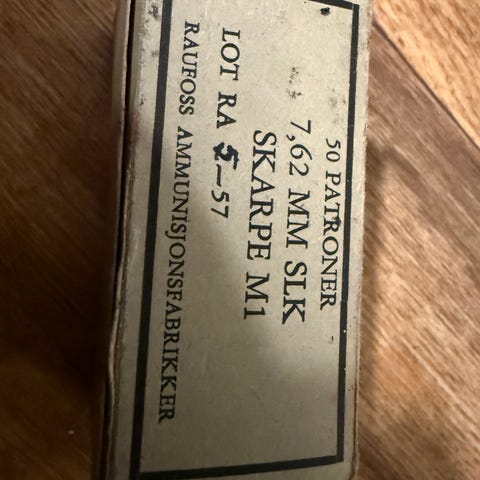 50 PATRONER
7,62 MM SLK
SKARPE M1
LOT RA 5-57
RAUFOSS AMMUNISJONSFABRIKKER